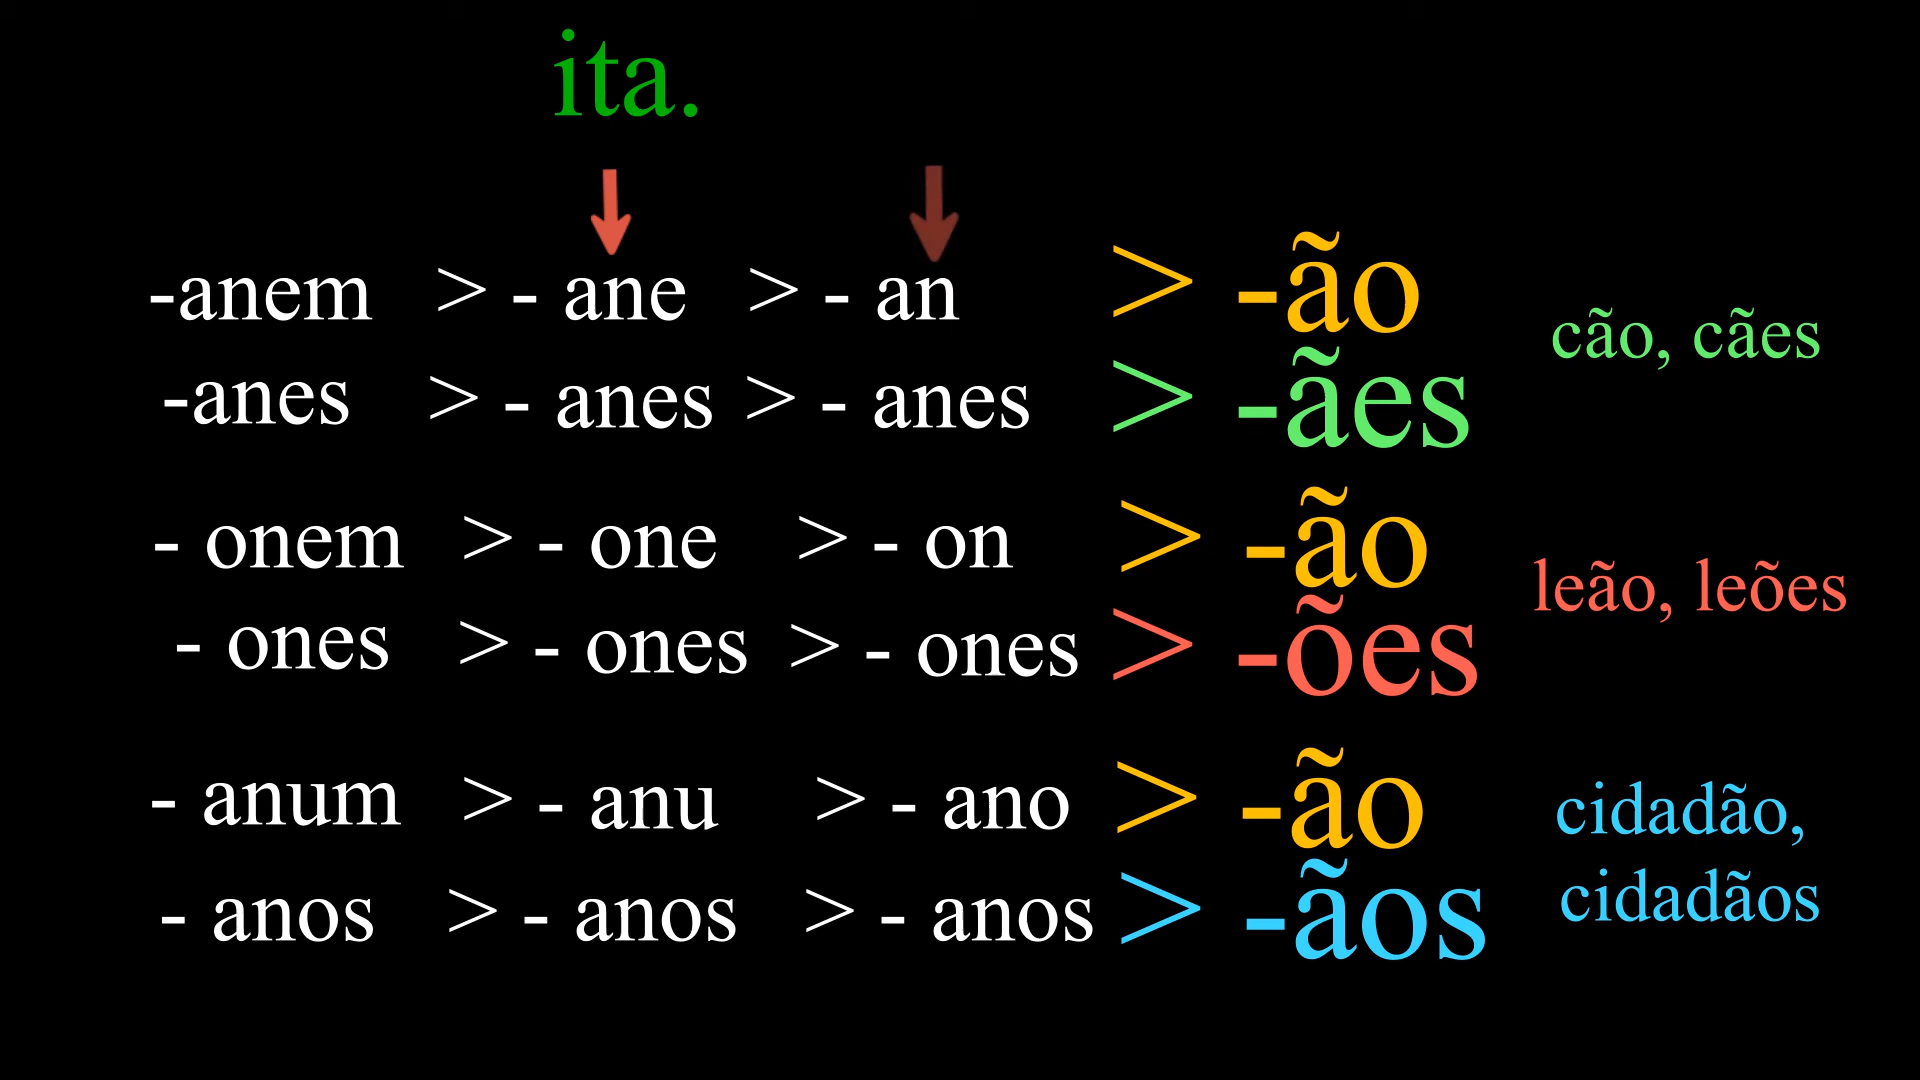 ita.
-anem > - ane > - an > -ão
cão, cães
-anes > - anes > - anes > -ães
- onem > - one > - on > -ão
leão, leões
- ones > - ones > - ones > -ões
- anum > - anu > - ano > -ão
cidadão,
cidadãos
- anos > - anos > - anos > -ãos